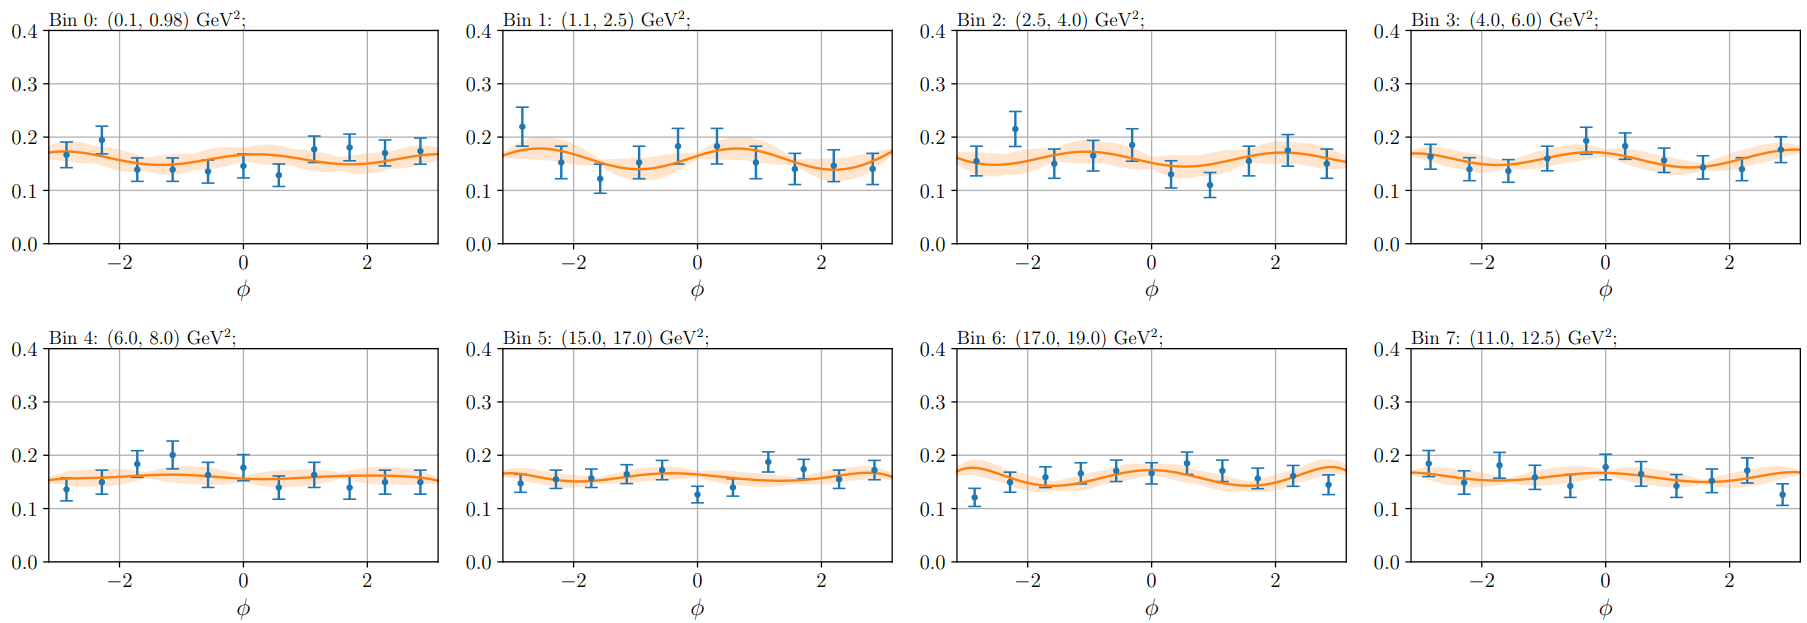 Bin 0: (0.1, 0.98) GeV²;
0.4
0.3
0.2
0.1
0.0
−2 0 2
ϕ
Bin 1: (1.1, 2.5) GeV²;
0.4
0.3
0.2
0.1
0.0
−2 0 2
ϕ
Bin 2: (2.5, 4.0) GeV²;
0.4
0.3
0.2
0.1
0.0
−2 0 2
ϕ
Bin 3: (4.0, 6.0) GeV²;
0.4
0.3
0.2
0.1
0.0
−2 0 2
ϕ
Bin 4: (6.0, 8.0) GeV²;
0.4
0.3
0.2
0.1
0.0
−2 0 2
ϕ
Bin 5: (15.0, 17.0) GeV²;
0.4
0.3
0.2
0.1
0.0
−2 0 2
ϕ
Bin 6: (17.0, 19.0) GeV²;
0.4
0.3
0.2
0.1
0.0
−2 0 2
ϕ
Bin 7: (11.0, 12.5) GeV²;
0.4
0.3
0.2
0.1
0.0
−2 0 2
ϕ